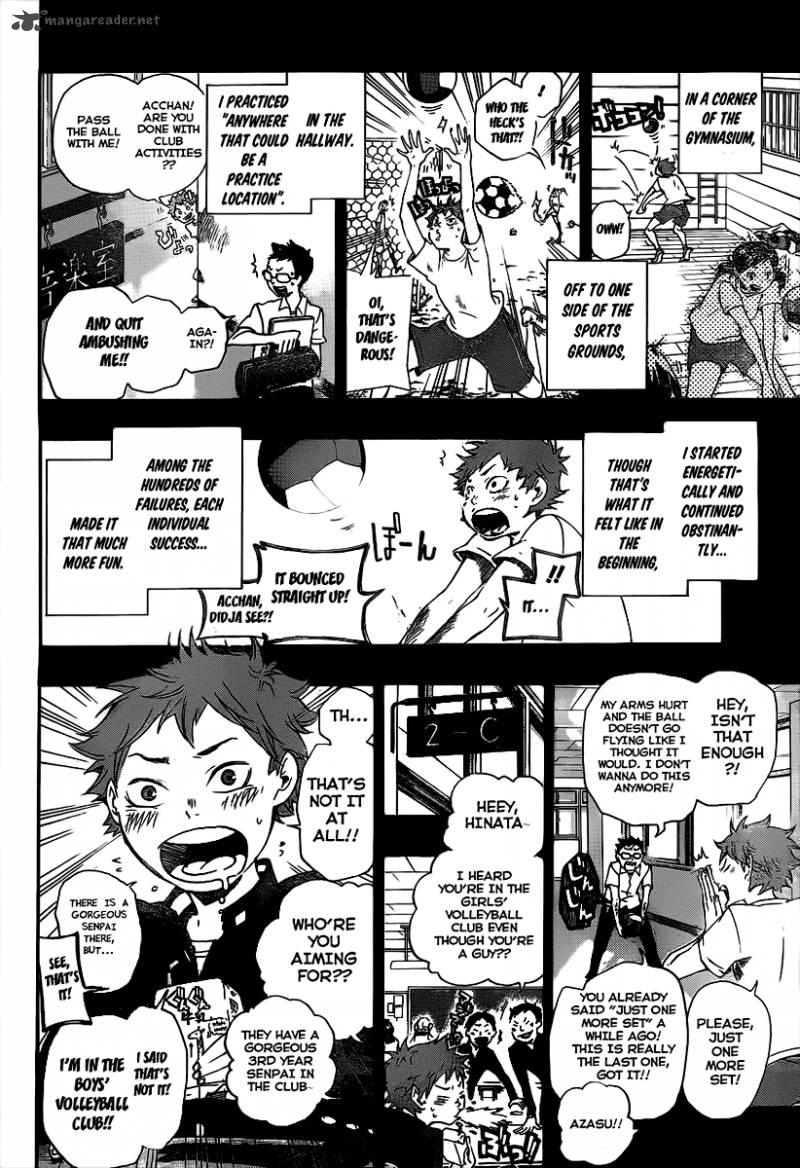 mangareader.net
IN A CORNER
OF THE
GYMNASIUM,
OWW!
!
WHO THE
HECK'S
THAT?!
OFF TO ONE
SIDE OF THE
SPORTS
GROUNDS,
OI,
THAT'S
DANGE-
ROUS!
IN THE
HALLWAY.
I PRACTICED
"ANYWHERE
THAT COULD
BE A
PRACTICE
LOCATION".
ACCHAN!
ARE YOU
DONE WITH
CLUB
ACTIVITIES
??
PASS
THE BALL
WITH ME!
音楽室
AGA-
IN?!
AND QUIT
AMBUSHING
ME!!
I STARTED
ENERGETI-
CALLY AND
CONTINUED
OBSTINAN-
TLY...
THOUGH
THAT'S
WHAT IT
FELT LIKE IN
THE
BEGINNING,
!!
IT...
ぼーん
IT BOUNCED
STRAIGHT UP!
ACCHAN,
DIDJA SEE?!
AMONG THE
HUNDREDS OF
FAILURES, EACH
INDIVIDUAL
SUCCESS...
MADE IT
THAT MUCH
MORE FUN.
HEY,
ISN'T
THAT
ENOUGH
?!
MY ARMS HURT
AND THE BALL
DOESN'T GO
FLYING LIKE I
THOUGHT IT
WOULD. I DON'T
WANNA DO THIS
ANYMORE!
PLEASE,
JUST
ONE
MORE
SET!
YOU ALREADY
SAID "JUST ONE
MORE SET" A
WHILE AGO!
THIS IS REALLY
THE LAST ONE,
GOT IT!!
AZASU!!
2-C
HEEY,
HINATA~
I HEARD
YOU'RE IN THE
GIRLS'
VOLLEYBALL
CLUB EVEN
THOUGH YOU'RE
A GUY??
TH...
THAT'S
NOT IT
AT
ALL!!
WHO'RE
YOU
AIMING
FOR??
THEY HAVE A
GORGEOUS
3RD YEAR
SENPAI IN
THE CLUB~
THERE IS A
GORGEOUS
SENPAI
THERE,
BUT...
SEE,
THAT'S
IT!
I SAID
THAT'S
NOT IT!
I'M IN THE
BOYS'
VOLLEYBALL
CLUB!!